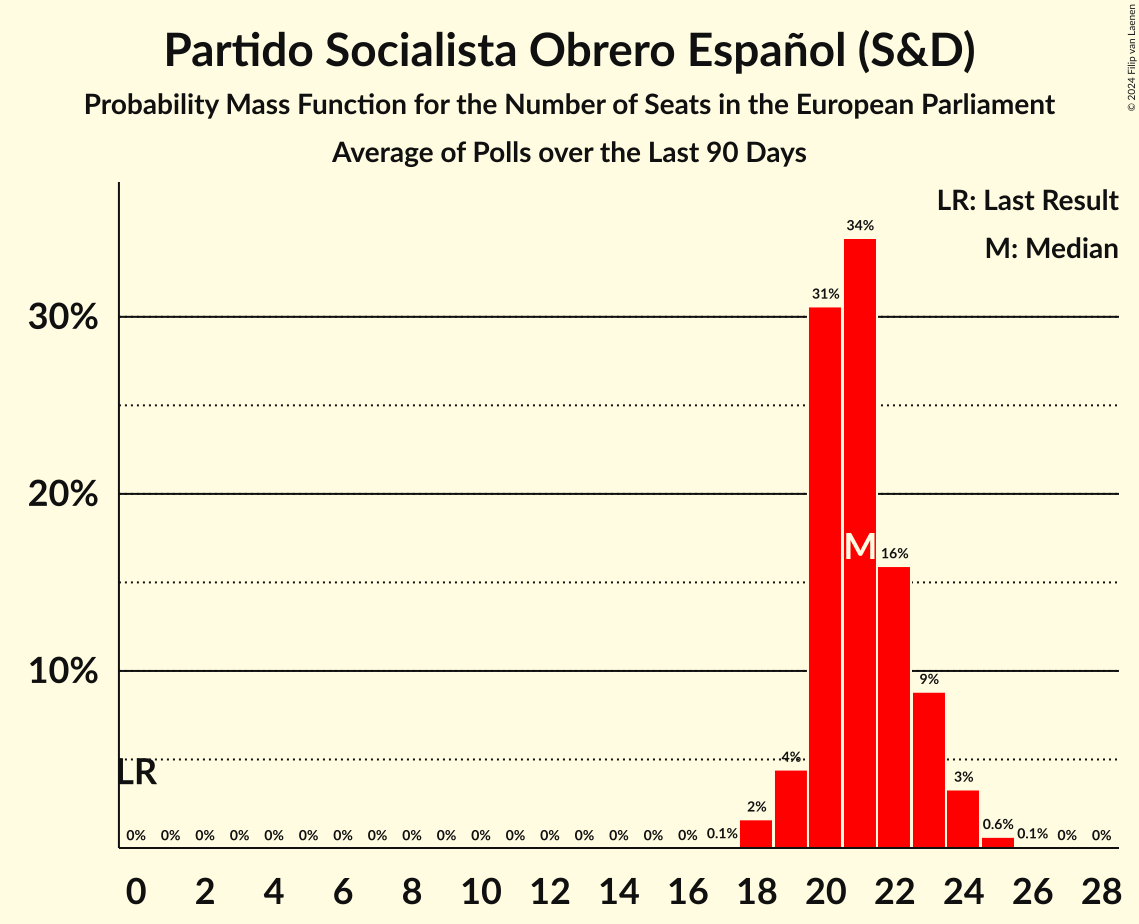 Partido Socialista Obrero Español (S&D)
Probability Mass Function for the Number of Seats in the European Parliament
Average of Polls over the Last 90 Days
© 2024 Filip van Laenen
LR: Last Result
M: Median
34%
31%
30%
20%
M
16%
10%
9%
4%
LR
3%
2%
0% 0% 0% 0% 0% 0% 0% 0% 0% 0% 0% 0% 0% 0% 0% 0% 0% 0.1% 0.6% 0.1% 0% 0%
0 2 4 6 8 10 12 14 16 18 20 22 24 26 28